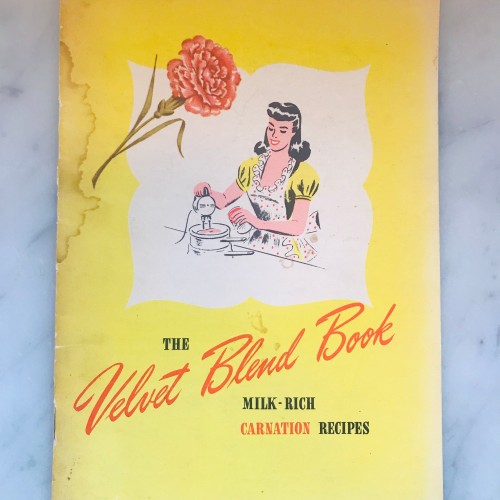 THE
Velvet Blend Book
MILK-RICH
CARNATION RECIPES